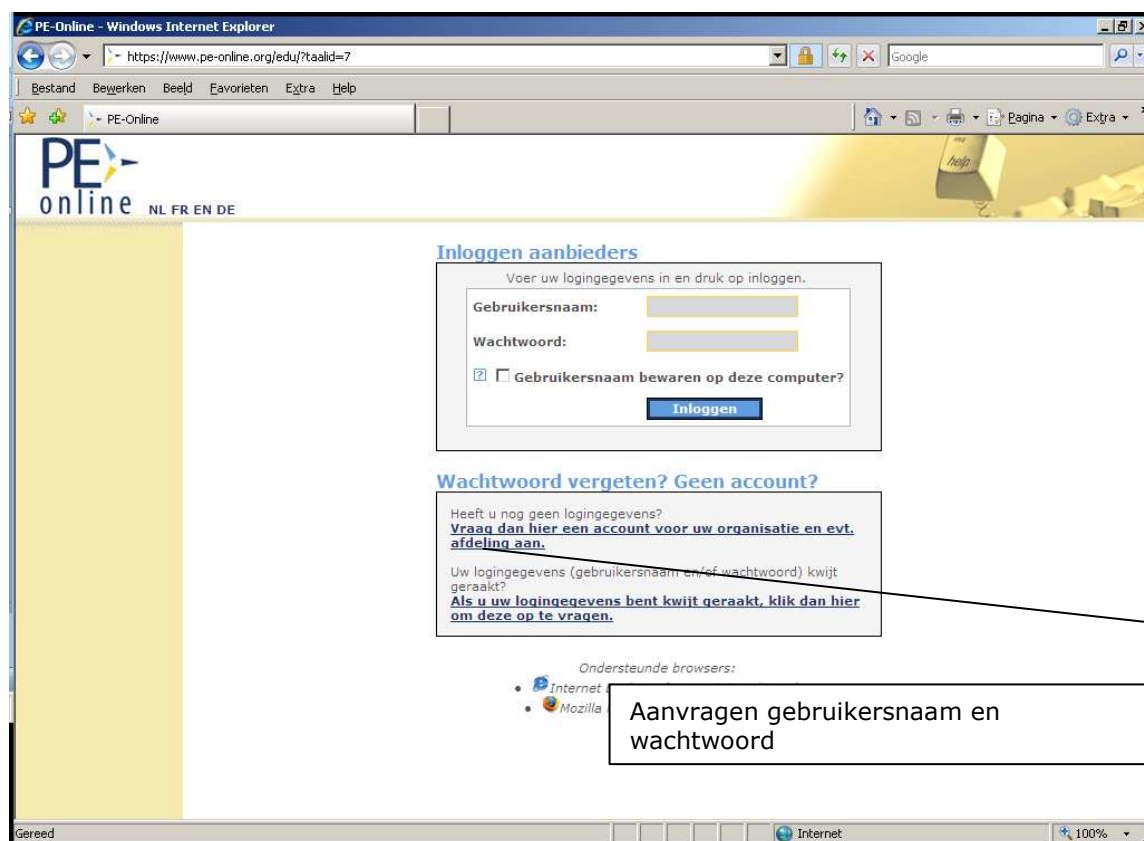 PE-Online - Windows Internet Explorer
https://www.pe-online.org/edu/?taalid=7
Google
Bestand Bewerken Beeld Favorieten Extra Help
PE-Online
Pagina Extra
PE
online NL FR EN DE
help
Inloggen aanbieders
Voer uw logingegevens in en druk op inloggen.
Gebruikersnaam:
Wachtwoord:
? Gebruikersnaam bewaren op deze computer?
Inloggen
Wachtwoord vergeten? Geen account?
Heeft u nog geen logingegevens?
Vraag dan hier een account voor uw organisatie en evt.
afdeling aan.
Uw logingegevens (gebruikersnaam en/of wachtwoord) kwijt
geraakt?
Als u uw logingegevens bent kwijt geraakt, klik dan hier
om deze op te vragen.
Ondersteunde browsers:
Internet
Mozilla
Aanvragen gebruikersnaam en
wachtwoord
Gereed
Internet
100%